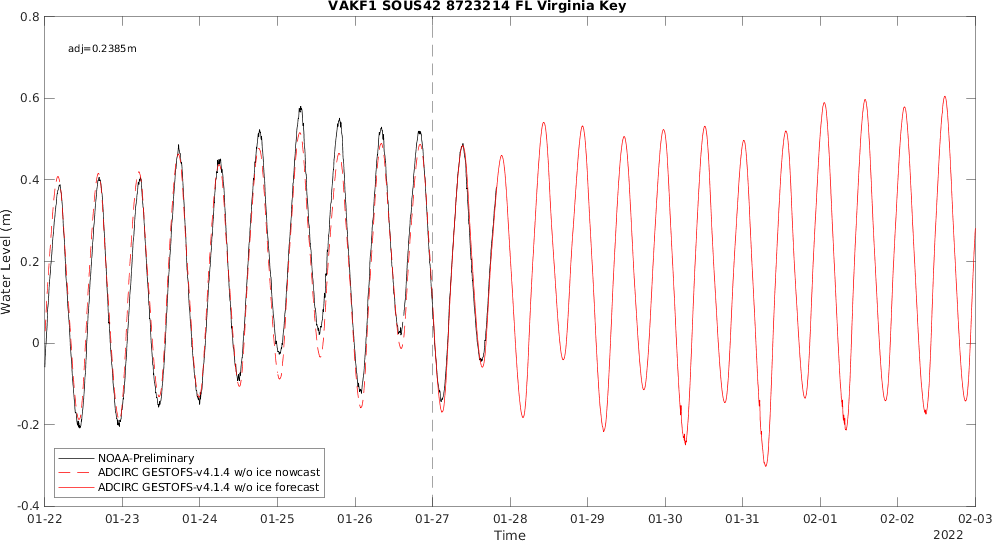 VAKF1 SOUS42 8723214 FL Virginia Key
0.8
adj=0.2385m
0.6
0.4
0.2
0
-0.2
-0.4
Water Level (m)
NOAA-Preliminary
ADCIRC GESTOFS-v4.1.4 w/o ice nowcast
ADCIRC GESTOFS-v4.1.4 w/o ice forecast
01-22 01-23 01-24 01-25 01-26 01-27 01-28 01-29 01-30 01-31 02-01 02-02 02-03
Time
2022